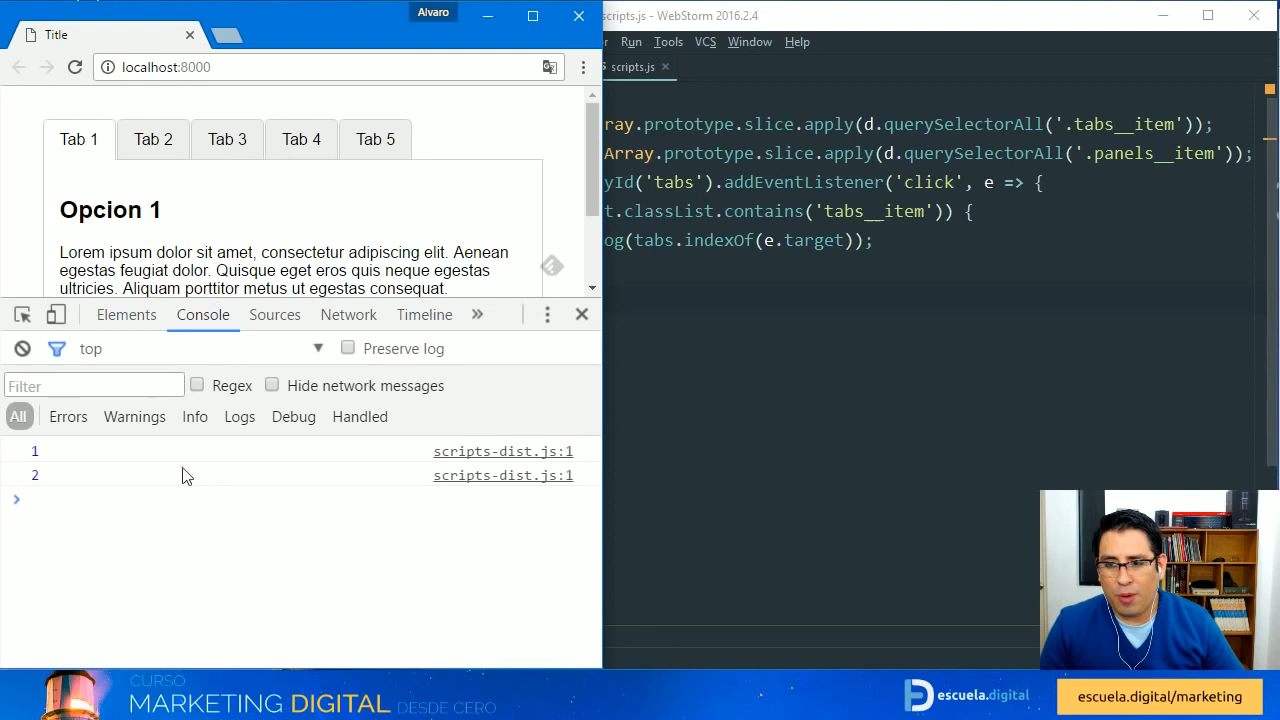 Alvaro
Title
localhost:8000
Tab 1
Tab 2
Tab 3
Tab 4
Tab 5
Opcion 1
Lorem ipsum dolor sit amet, consectetur adipiscing elit. Aenean
egestas feugiat dolor. Quisque eget eros quis neque egestas
ultricies. Aliquam porttitor metus ut egestas consequat.
Elements Console Sources Network Timeline »
top
Preserve log
Filter
Regex
Hide network messages
All Errors Warnings Info Logs Debug Handled
1 scripts-dist.js:1
2 scripts-dist.js:1
scripts.js - WebStorm 2016.2.4
Run Tools VCS Window Help
scripts.js
ray.prototype.slice.apply(d.querySelectorAll('.tabs__item'));
Array.prototype.slice.apply(d.querySelectorAll('.panels__item'));
yId('tabs').addEventListener('click', e => {
t.classList.contains('tabs__item')) {
og(tabs.indexOf(e.target));
CURSO
MARKETING DIGITAL DESDE CERO
escuela.digital
escuela.digital/marketing